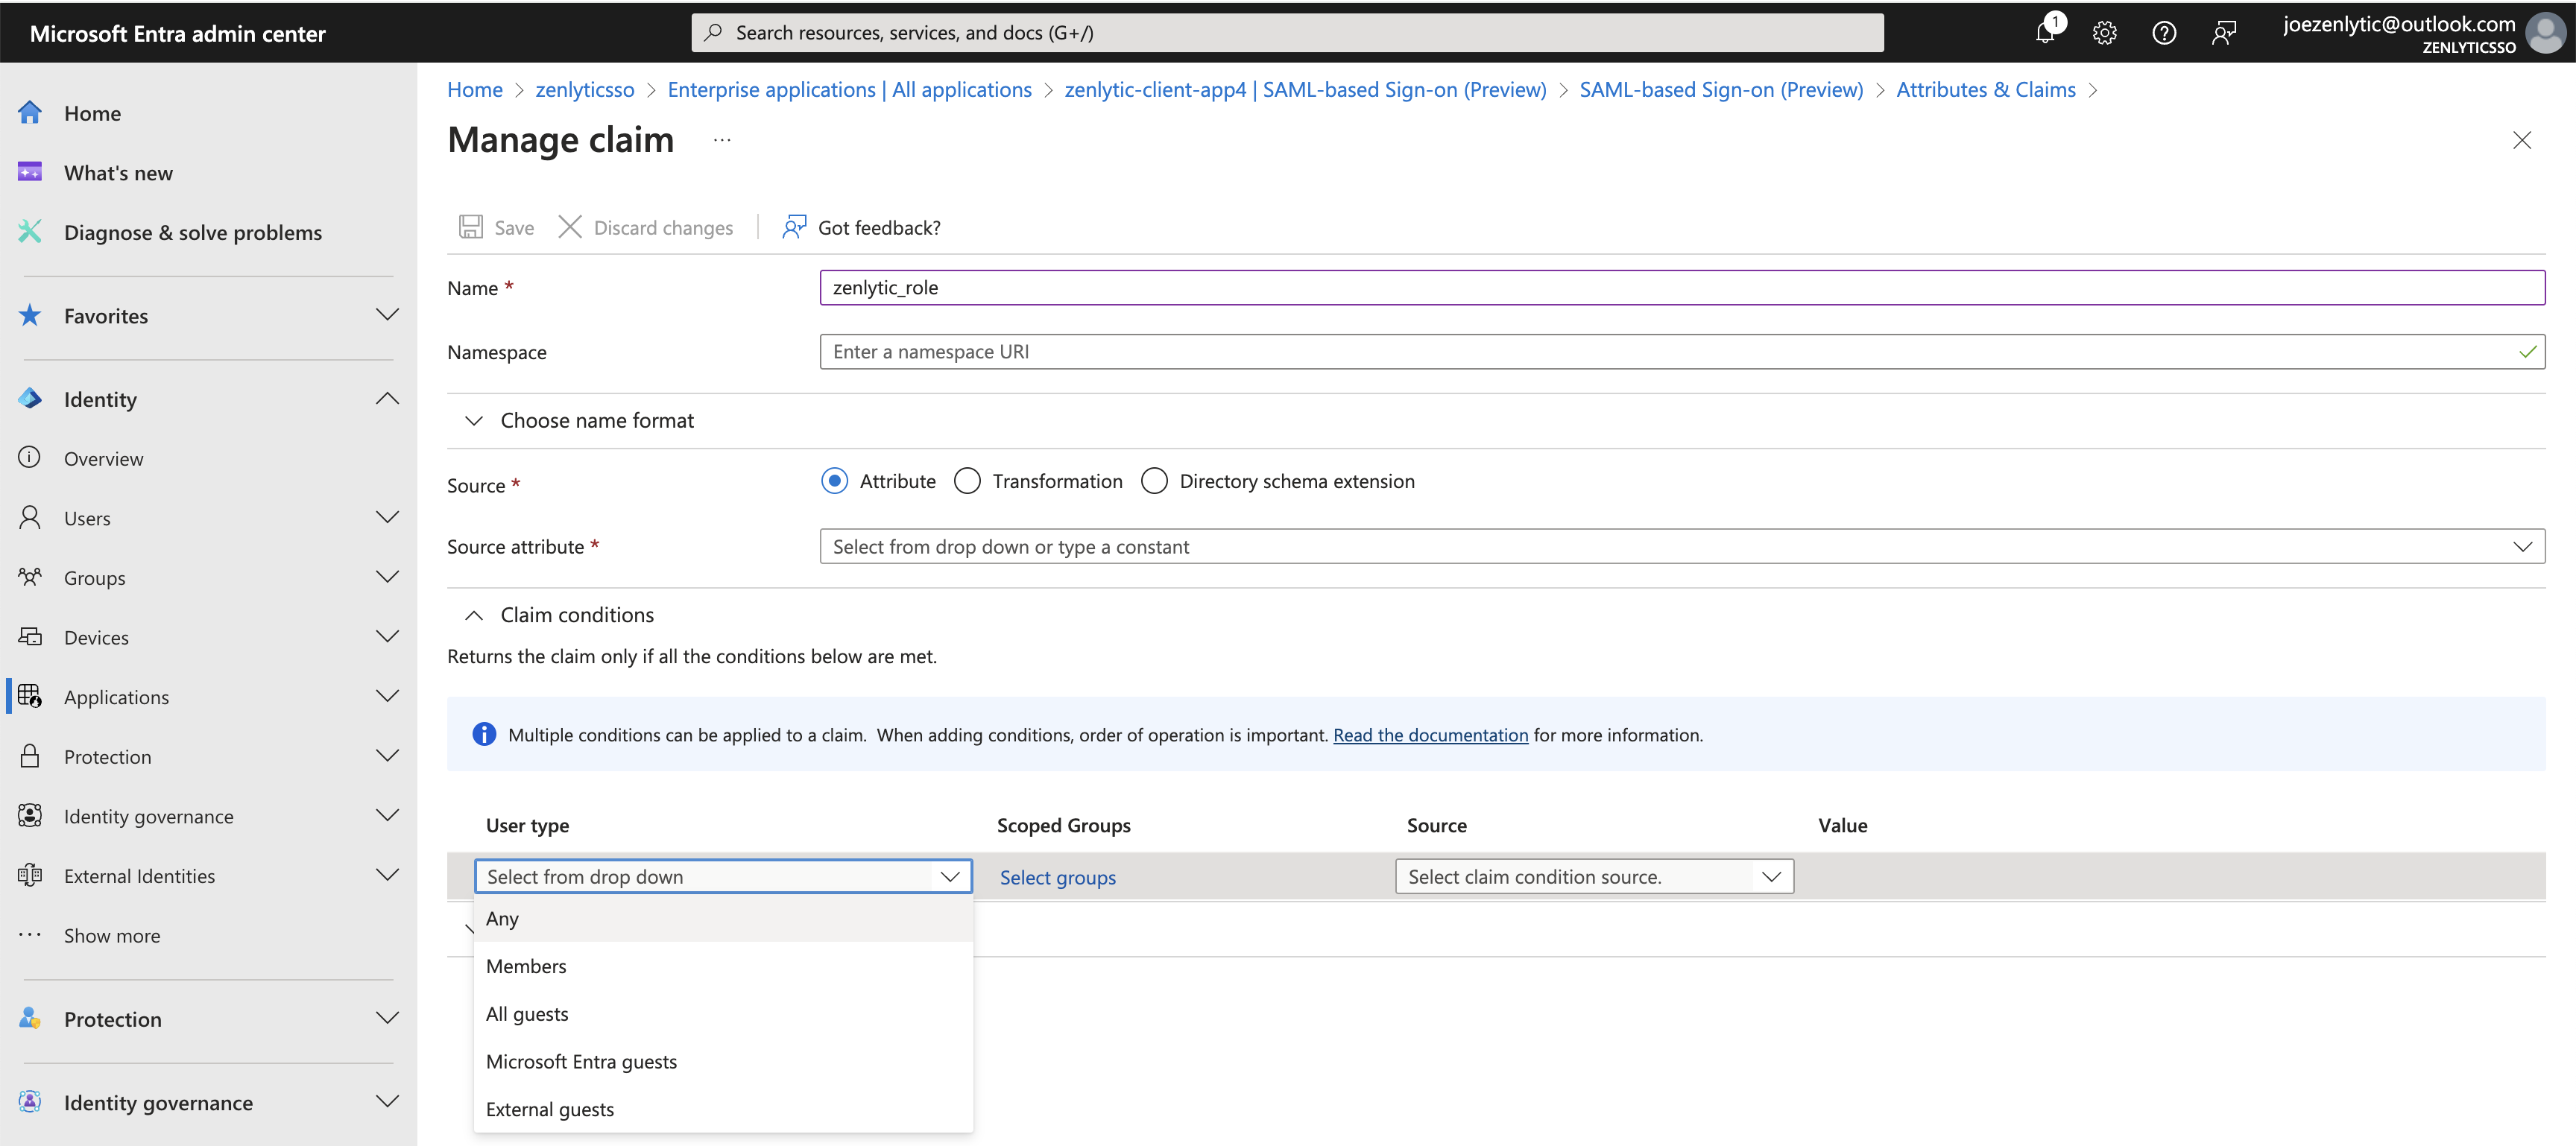 Microsoft Entra admin center
Search resources, services, and docs (G+/)
1
joezenlytic@outlook.com
ZENLYTICSSO
Home
What's new
Diagnose & solve problems
Favorites
Identity
Overview
Users
Groups
Devices
Applications
Protection
Identity governance
External Identities
Show more
Protection
Identity governance
Home > zenlyticsso > Enterprise applications | All applications > zenlytic-client-app4 | SAML-based Sign-on (Preview) > SAML-based Sign-on (Preview) > Attributes & Claims >
Manage claim ...
Save Discard changes Got feedback?
Name * zenlytic_role
Namespace Enter a namespace URI
Choose name format
Source * Attribute Transformation Directory schema extension
Source attribute * Select from drop down or type a constant
Claim conditions
Returns the claim only if all the conditions below are met.
Multiple conditions can be applied to a claim. When adding conditions, order of operation is important. Read the documentation for more information.
User type Scoped Groups Source Value
Select from drop down Select groups Select claim condition source.
Any
Members
All guests
Microsoft Entra guests
External guests